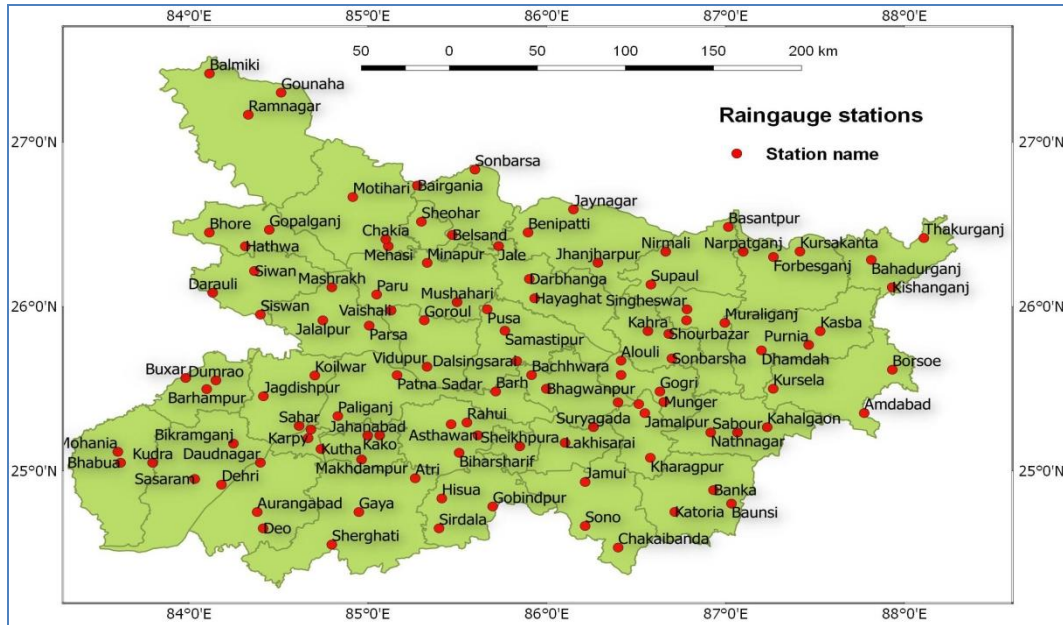 84°0'E 85°0'E 86°0'E 87°0'E 88°0'E
50 0 50 100 150 200 km
Balmiki
Gounaha
Ramnagar
Raingauge stations
Station name
27°0'N 27°0'N
Sonbarsa
Motihari Bairgania
Jaynagar
Bhore Gopalganj Sheohar Benipatti Basantpur Thakurganj
Chakia Belsand Nirmali Narpatganj Kursakanta
Hathwa Mehasi Minapur Jale Jhanjharpur Forbesganj Bahadurganj
Siwan Darbhanga Supaul Kishanganj
Darauli Mashrakh Paru Mushahari Hayaghat Singheswar
26°0'N 26°0'N
Siswan Vaishali Goroul Pusa Muraliganj Kasba
Jalalpur Parsa Samastipur Kahra Shourbazar Purnia
Vidupur Dalsingsarai Alouli Sonbarsha Dhamdah Borsoe
Buxar Dumrao Koilwar Patna Sadar Bachhwara
Barhampur Jagdishpur Barh Bhagwanpur Gogri Kursela
Munger Amdabad
Sahar Paliganj Rahui Suryagada Jamalpur Sabour Kahalgaon
Mohania Bikramganj Karpy Jahanabad Asthawan Sheikhpura Lakhisarai Nathnagar
Bhabua Kudra Daudnagar Kutha Kako Biharsharif
25°0'N 25°0'N
Sasaram Dehri Makhdampur Atri Jamui Kharagpur
Aurangabad Gaya Hisua Gobindpur Banka
Deo Sirdala Sono Katoria Baunsi
Sherghati Chakaibanda
84°0'E 85°0'E 86°0'E 87°0'E 88°0'E